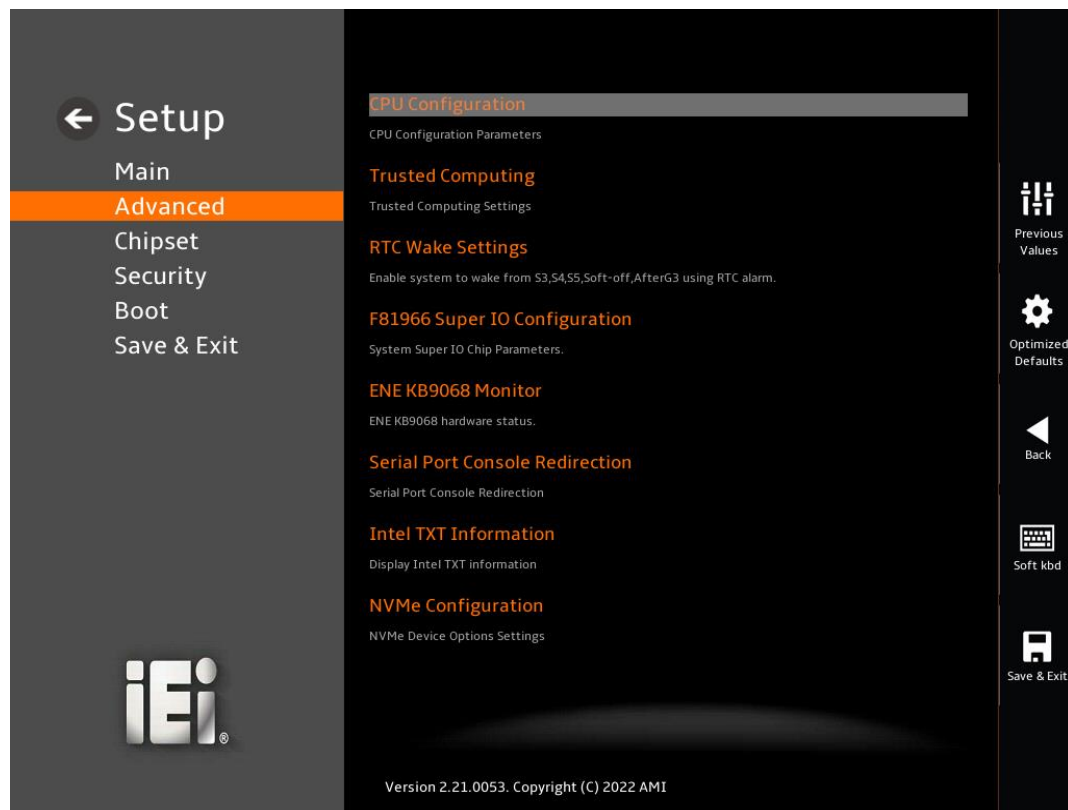 Setup
Main
Advanced
Chipset
Security
Boot
Save & Exit
CPU Configuration
CPU Configuration Parameters
Trusted Computing
Trusted Computing Settings
RTC Wake Settings
Enable system to wake from S3,S4,S5,Soft-off,AfterG3 using RTC alarm.
F81966 Super IO Configuration
System Super IO Chip Parameters.
ENE KB9068 Monitor
ENE KB9068 hardware status.
Serial Port Console Redirection
Serial Port Console Redirection
Intel TXT Information
Display Intel TXT information
NVMe Configuration
NVMe Device Options Settings
Previous
Values
Optimized
Defaults
Back
Soft kbd
Save & Exit
iEi®
Version 2.21.0053. Copyright (C) 2022 AMI